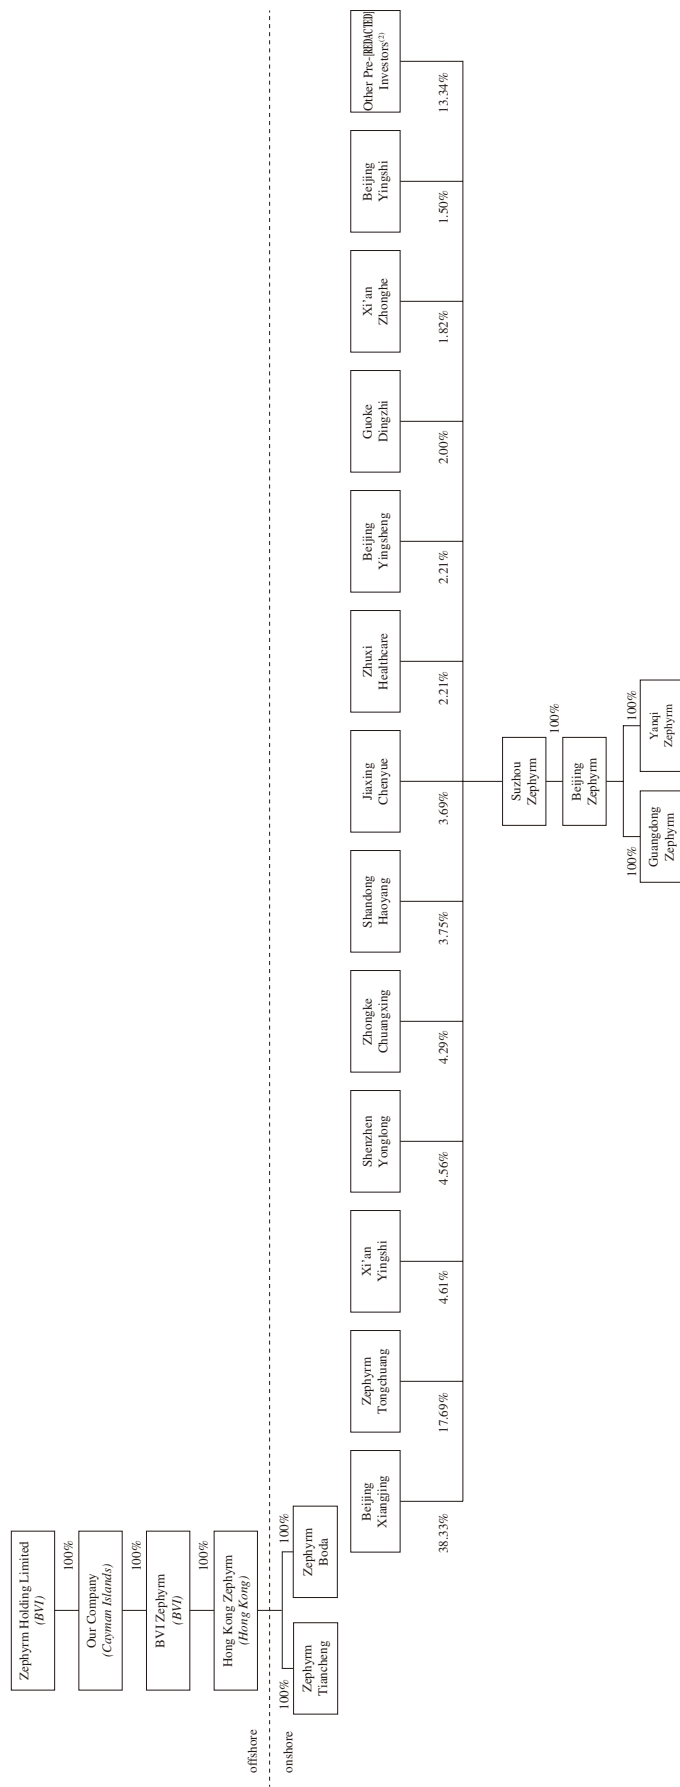 Zephyrm Holding Limited
(BVI)
100%
Our Company
(Cayman Islands)
100%
BVI Zephyrm
(BVI)
100%
Hong Kong Zephyrm
(Hong Kong)
offshore
onshore
100%
Zephyrm
Tiancheng
100%
Zephyrm
Boda
Beijing
Xiangjing
38.33%
Zephyrm
Tongchuang
17.69%
Xi’an
Yingshi
4.61%
Shenzhen
Yonglong
4.56%
Zhongke
Chuangxing
4.29%
Shandong
Haoyang
3.75%
Jiaxing
Chenyue
3.69%
Zhuxi
Healthcare
2.21%
Beijing
Yingsheng
2.21%
Guoke
Dingzhi
2.00%
Xi’an
Zhonghe
1.82%
Beijing
Yingshi
1.50%
Other Pre-[REDACTED]
Investors(2)
13.34%
Suzhou
Zephyrm
100%
Beijing
Zephyrm
100%
Guangdong
Zephyrm
100%
Yanqi
Zephyrm